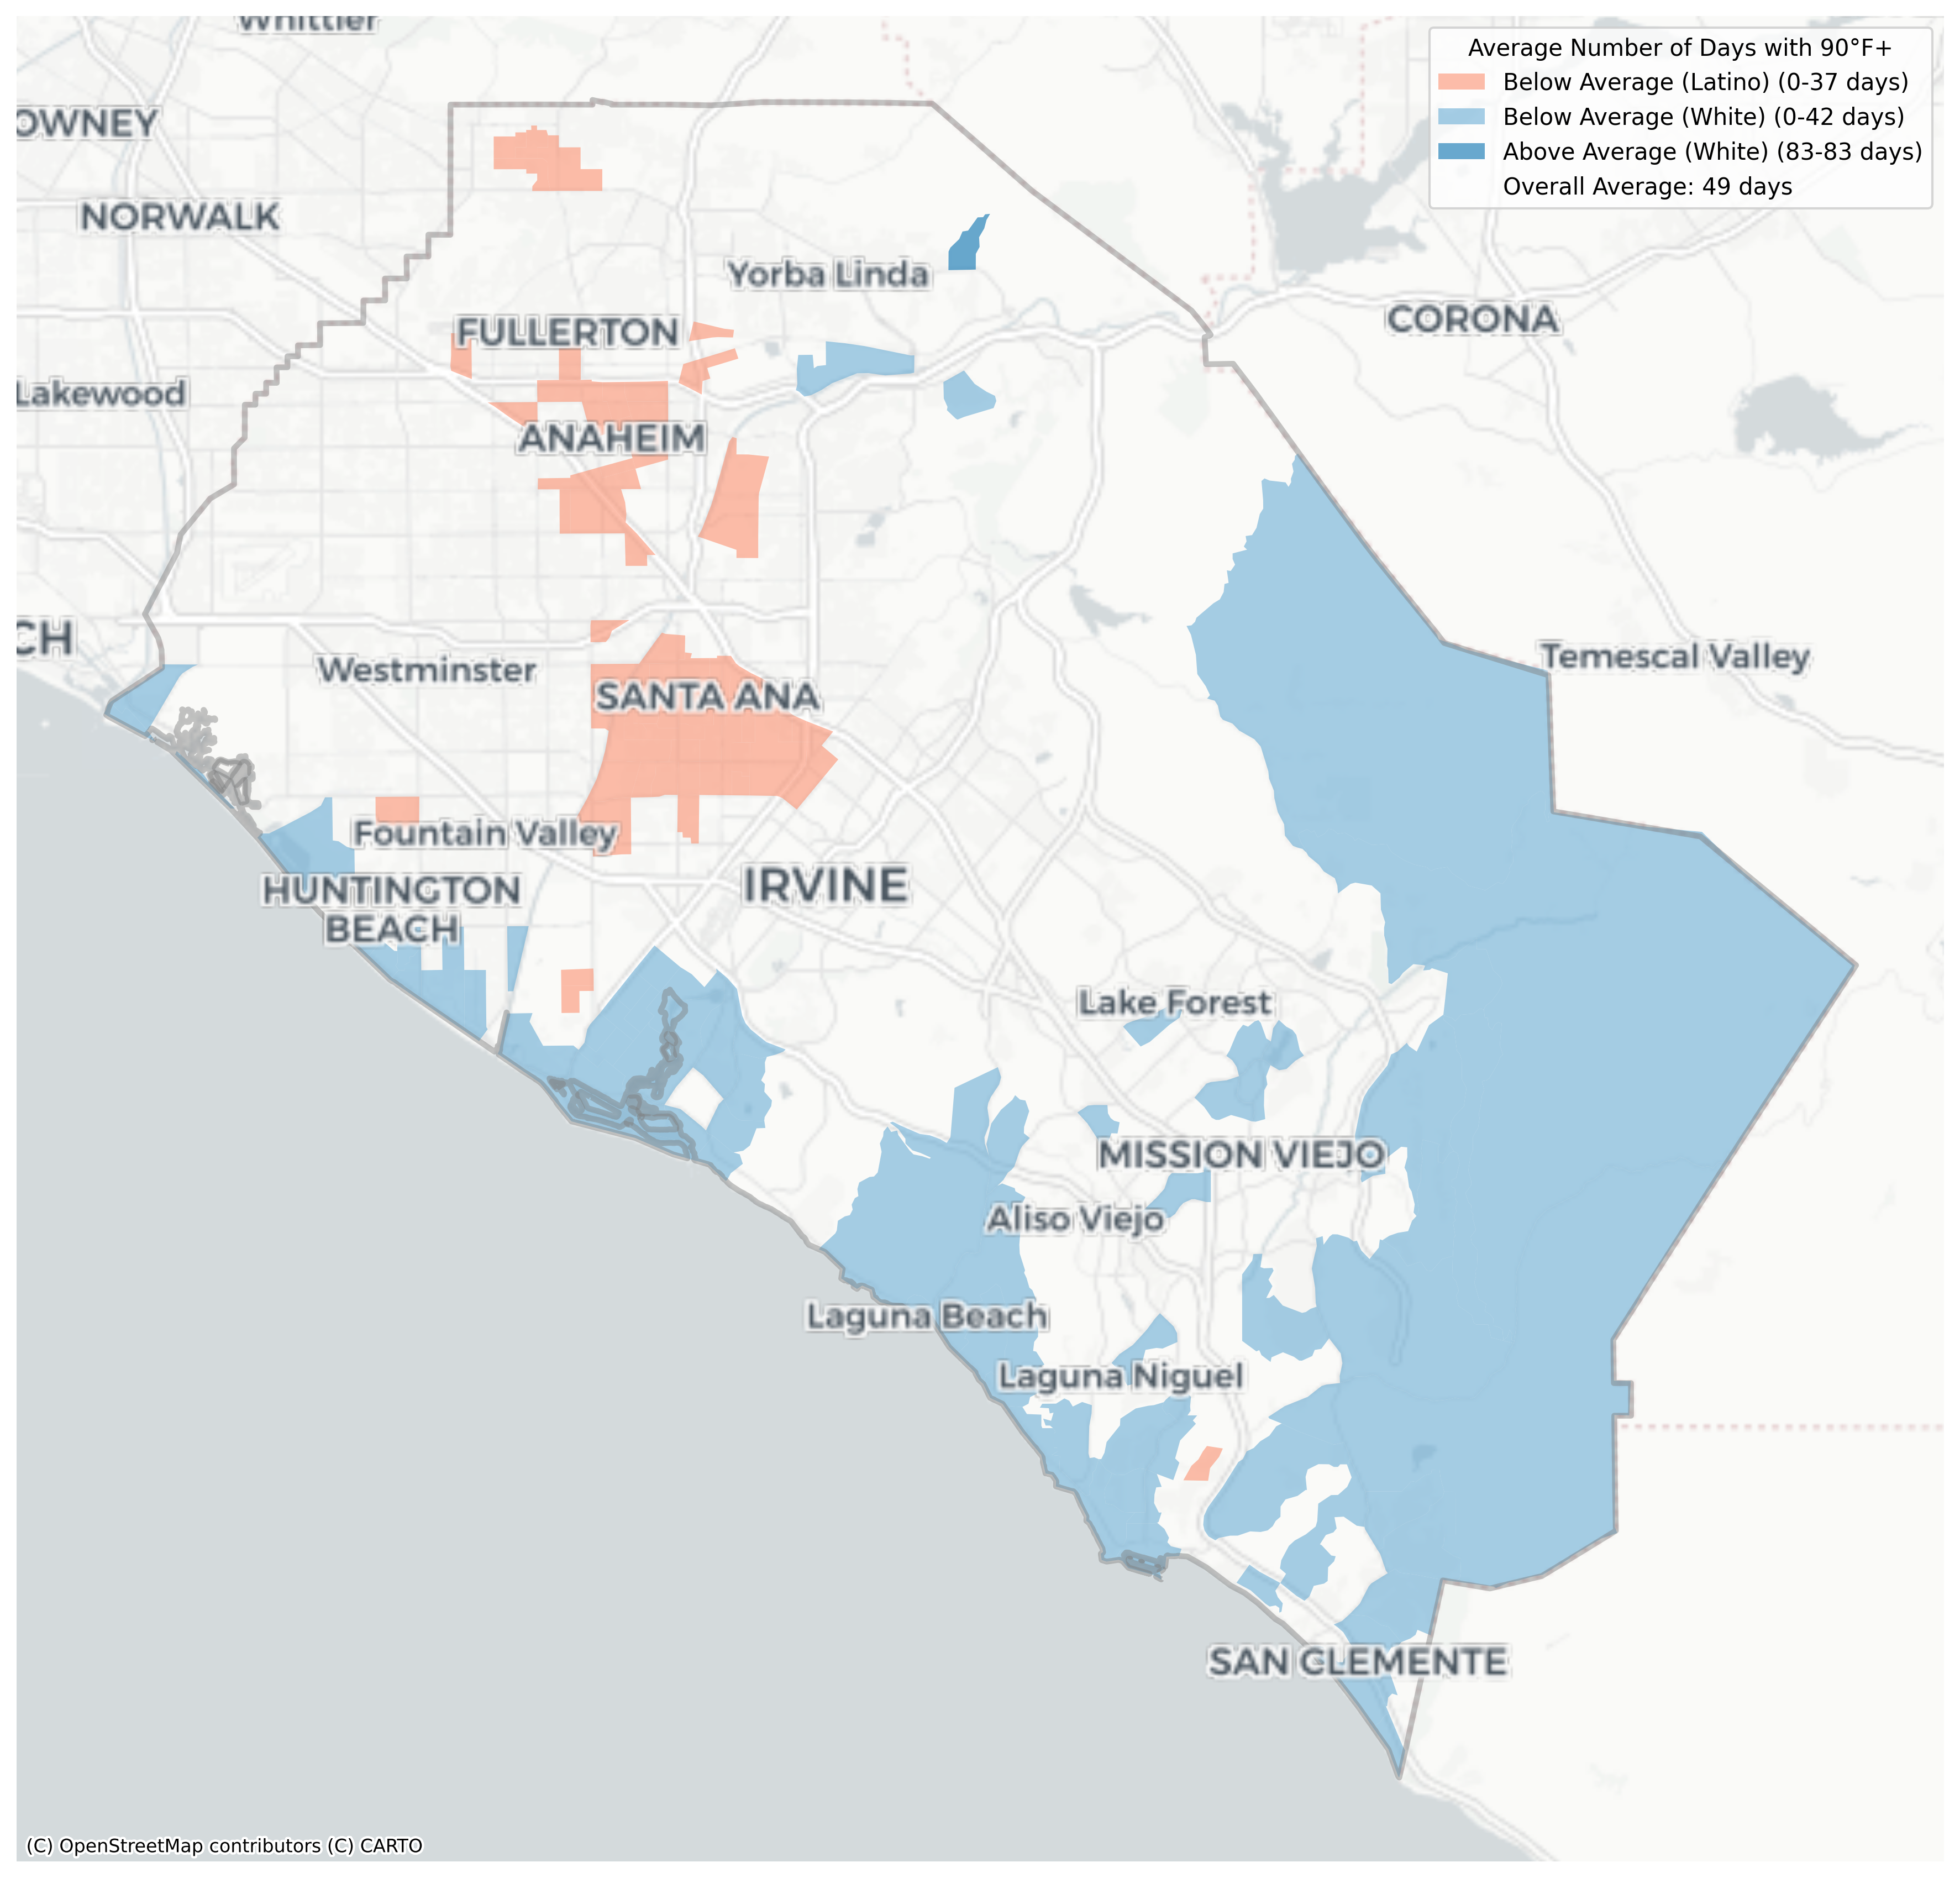 Whittier
Average Number of Days with 90°F+
Below Average (Latino) (0-37 days)
Below Average (White) (0-42 days)
Above Average (White) (83-83 days)
Overall Average: 49 days
OWNEY
NORWALK
Yorba Linda
FULLERTON
CORONA
Lakewood
ANAHEIM
CH
Westminster
Temescal Valley
SANTA ANA
Fountain Valley
IRVINE
HUNTINGTON
BEACH
Lake Forest
MISSION VIEJO
Aliso Viejo
Laguna Beach
Laguna Niguel
SAN CLEMENTE
(C) OpenStreetMap contributors (C) CARTO